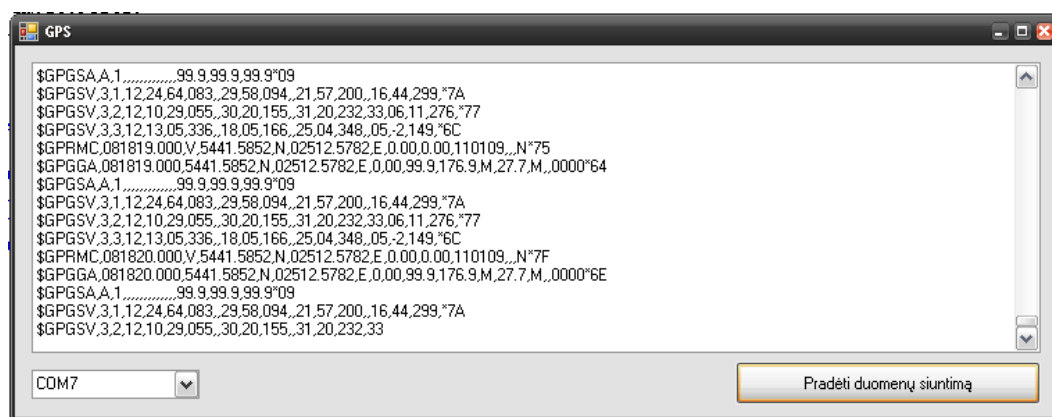 GPS
$GPGSA,A,1,,,,,,,,,,,,,99.9,99.9,99.9*09
$GPGSV,3,1,12,24,64,083,,29,58,094,,21,57,200,,16,44,299,*7A
$GPGSV,3,2,12,10,29,055,,30,20,155,,31,20,232,33,06,11,276,*77
$GPGSV,3,3,12,13,05,336,,18,05,166,,25,04,348,,05,-2,149,*6C
$GPRMC,081819.000,V,5441.5852,N,02512.5782,E,0.00,0.00,110109,,,N*75
$GPGGA,081819.000,5441.5852,N,02512.5782,E,0,00,99.9,176.9,M,27.7,M,,0000*64
$GPGSA,A,1,,,,,,,,,,,,,99.9,99.9,99.9*09
$GPGSV,3,1,12,24,64,083,,29,58,094,,21,57,200,,16,44,299,*7A
$GPGSV,3,2,12,10,29,055,,30,20,155,,31,20,232,33,06,11,276,*77
$GPGSV,3,3,12,13,05,336,,18,05,166,,25,04,348,,05,-2,149,*6C
$GPRMC,081820.000,V,5441.5852,N,02512.5782,E,0.00,0.00,110109,,,N*7F
$GPGGA,081820.000,5441.5852,N,02512.5782,E,0,00,99.9,176.9,M,27.7,M,,0000*6E
$GPGSA,A,1,,,,,,,,,,,,,99.9,99.9,99.9*09
$GPGSV,3,1,12,24,64,083,,29,58,094,,21,57,200,,16,44,299,*7A
$GPGSV,3,2,12,10,29,055,,30,20,155,,31,20,232,33
COM7
Pradėti duomenų siuntimą